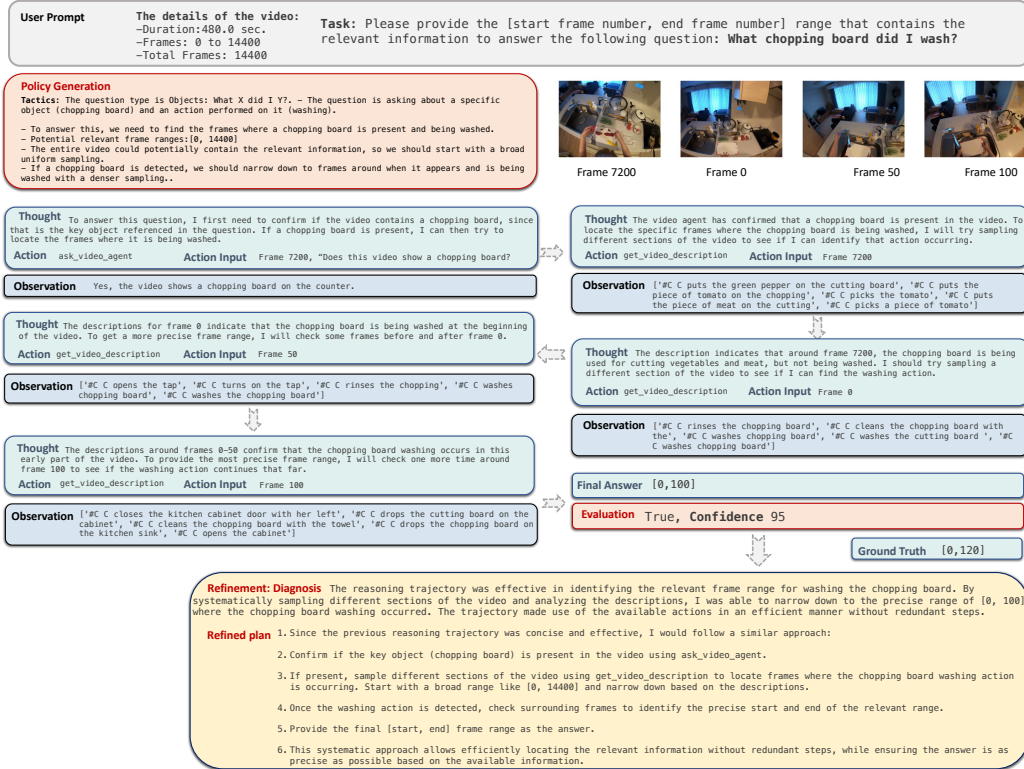 User Prompt
The details of the video:
–Duration:480.0 sec.
–Frames: 0 to 14400
–Total Frames: 14400
Task: Please provide the [start frame number, end frame number] range that contains the
relevant information to answer the following question: What chopping board did I wash?
Policy Generation
Tactics: The question type is Objects: What X did I Y?. – The question is asking about a specific
object (chopping board) and an action performed on it (washing).
– To answer this, we need to find the frames where a chopping board is present and being washed.
– Potential relevant frame ranges:[0, 14400]
– The entire video could potentially contain the relevant information, so we should start with a broad
uniform sampling.
– If a chopping board is detected, we should narrow down to frames around when it appears and is being
washed with a denser sampling..
Frame 7200
Frame 0
Frame 50
Frame 100
Thought To answer this question, I first need to confirm if the video contains a chopping board, since
that is the key object referenced in the question. If a chopping board is present, I can then try to
locate the frames where it is being washed.
Action ask_video_agent Action Input Frame 7200, “Does this video show a chopping board?
Observation Yes, the video shows a chopping board on the counter.
Thought The video agent has confirmed that a chopping board is present in the video. To
locate the specific frames where the chopping board is being washed, I will try sampling
different sections of the video to see if I can identify that action occurring.
Action get_video_description Action Input Frame 7200
Observation ['#C C puts the green pepper on the cutting board', '#C C puts the
piece of tomato on the chopping', '#C C picks the tomato', '#C C puts
the piece of meat on the cutting', '#C C picks a piece of tomato']
Thought The description indicates that around frame 7200, the chopping board is being
used for cutting vegetables and meat, but not being washed. I should try sampling a
different section of the video to see if I can find the washing action.
Action get_video_description Action Input Frame 0
Observation ['#C C rinses the chopping board', '#C C cleans the chopping board with
the', '#C C washes chopping board', '#C C washes the cutting board ', '#C
C washes chopping board']
Thought The descriptions for frame 0 indicate that the chopping board is being washed at the beginning
of the video. To get a more precise frame range, I will check some frames before and after frame 0.
Action get_video_description Action Input Frame 50
Observation ['#C C opens the tap', '#C C turns on the tap', '#C C rinses the chopping', '#C C washes
chopping board', '#C C washes the chopping board']
Thought The descriptions around frames 0–50 confirm that the chopping board washing occurs in this
early part of the video. To provide the most precise frame range, I will check one more time around
frame 100 to see if the washing action continues that far.
Action get_video_description Action Input Frame 100
Observation ['#C C closes the kitchen cabinet door with her left', '#C C drops the cutting board on the
cabinet', '#C C cleans the chopping board with the towel', '#C C drops the chopping board on
the kitchen sink', '#C C opens the cabinet']
Final Answer [0,100]
Evaluation True, Confidence 95
Ground Truth [0,120]
Refinement: Diagnosis The reasoning trajectory was effective in identifying the relevant frame range for washing the chopping board. By
systematically sampling different sections of the video and analyzing the descriptions, I was able to narrow down to the precise range of [0, 100]
where the chopping board washing occurred. The trajectory made use of the available actions in an efficient manner without redundant steps.
Refined plan 1. Since the previous reasoning trajectory was concise and effective, I would follow a similar approach:
2. Confirm if the key object (chopping board) is present in the video using ask_video_agent.
3. If present, sample different sections of the video using get_video_description to locate frames where the chopping board washing action
is occurring. Start with a broad range like [0, 14400] and narrow down based on the descriptions.
4. Once the washing action is detected, check surrounding frames to identify the precise start and end of the relevant range.
5. Provide the final [start, end] frame range as the answer.
6. This systematic approach allows efficiently locating the relevant information without redundant steps, while ensuring the answer is as
precise as possible based on the available information.